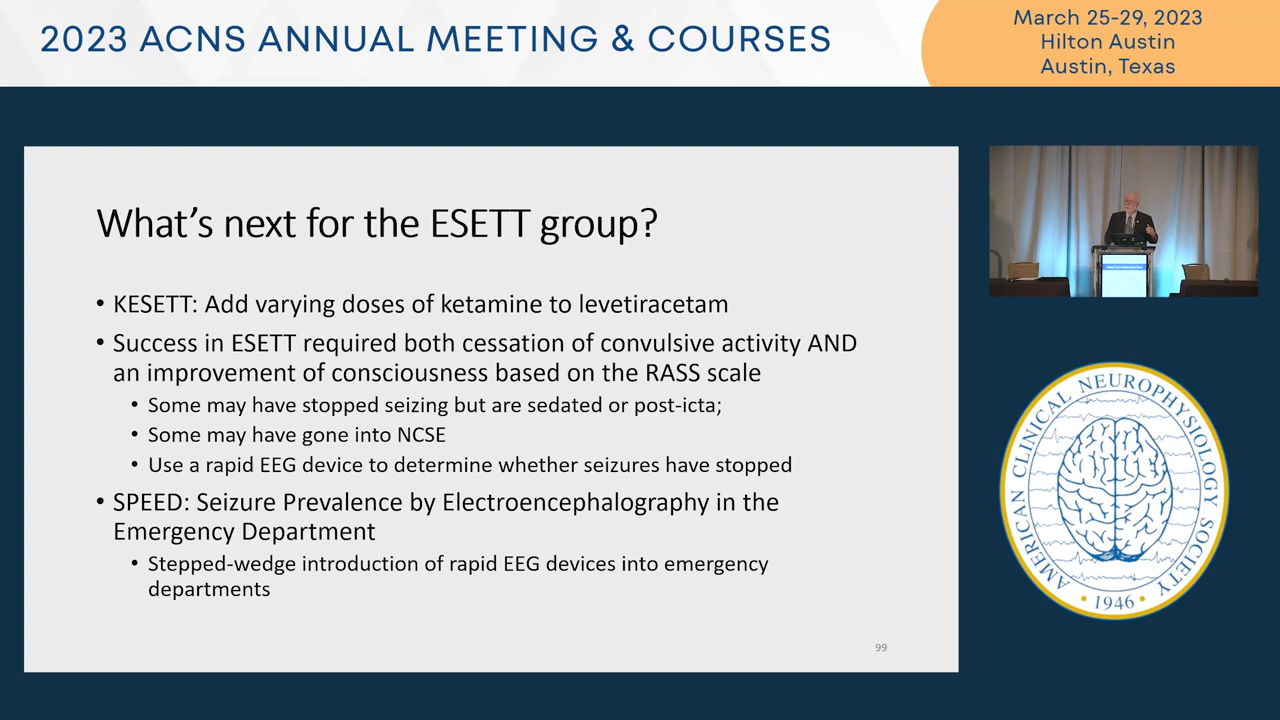 2023 ACNS ANNUAL MEETING & COURSES
March 25-29, 2023
Hilton Austin
Austin, Texas
What's next for the ESETT group?
• KESETT: Add varying doses of ketamine to levetiracetam
• Success in ESETT required both cessation of convulsive activity AND
an improvement of consciousness based on the RASS scale
• Some may have stopped seizing but are sedated or post-icta;
• Some may have gone into NCSE
• Use a rapid EEG device to determine whether seizures have stopped
• SPEED: Seizure Prevalence by Electroencephalography in the
Emergency Department
• Stepped-wedge introduction of rapid EEG devices into emergency
departments
99
AMERICAN CLINICAL NEUROPHYSIOLOGY SOCIETY
• 1946 •